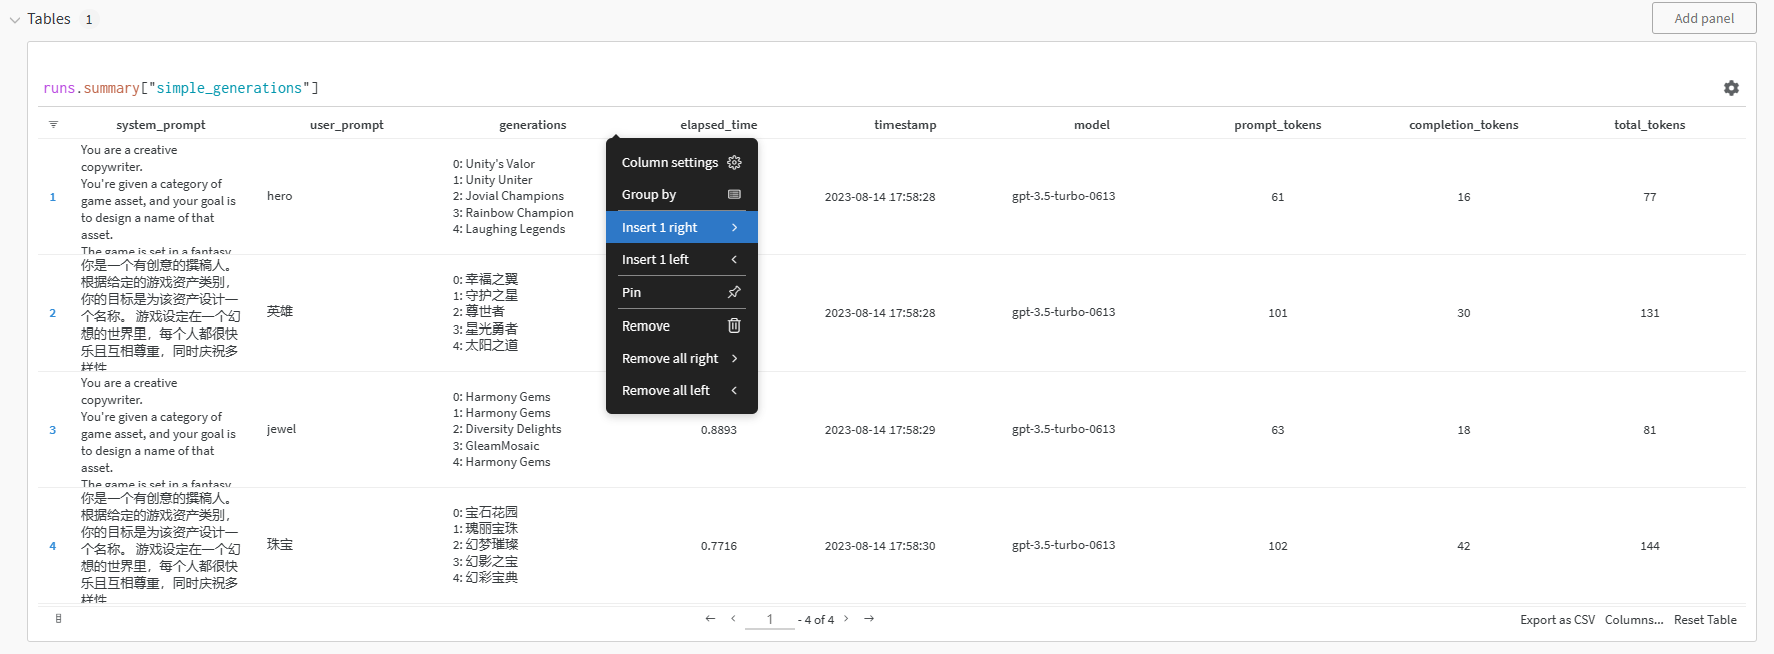 Tables 1
Add panel
runs.summary["simple_generations"]
system_prompt user_prompt generations elapsed_time timestamp model prompt_tokens completion_tokens total_tokens
1
You are a creative
copywriter.
You're given a category of
game asset, and your goal is
to design a name of that
asset.
The game is set in a fantasy
hero
0: Unity's Valor
1: Unity Uniter
2: Jovial Champions
3: Rainbow Champion
4: Laughing Legends
2023-08-14 17:58:28
gpt-3.5-turbo-0613
61
16
77
2
你是一个有创意的撰稿人。
根据给定的游戏资产类别，
你的目标是为该资产设计一
个名称。 游戏设定在一个幻
想的世界里，每个人都很快
乐且互相尊重，同时庆祝多
样性
英雄
0: 幸福之翼
1: 守护之星
2: 尊世者
3: 星光勇者
4: 太阳之道
2023-08-14 17:58:28
gpt-3.5-turbo-0613
101
30
131
3
You are a creative
copywriter.
You're given a category of
game asset, and your goal is
to design a name of that
asset.
The game is set in a fantasy
jewel
0: Harmony Gems
1: Harmony Gems
2: Diversity Delights
3: GleamMosaic
4: Harmony Gems
0.8893
2023-08-14 17:58:29
gpt-3.5-turbo-0613
63
18
81
4
你是一个有创意的撰稿人。
根据给定的游戏资产类别，
你的目标是为该资产设计一
个名称。 游戏设定在一个幻
想的世界里，每个人都很快
乐且互相尊重，同时庆祝多
样性
珠宝
0: 宝石花园
1: 瑰丽宝珠
2: 幻梦璀璨
3: 幻影之宝
4: 幻彩宝典
0.7716
2023-08-14 17:58:30
gpt-3.5-turbo-0613
102
42
144
Column settings
Group by
Insert 1 right
Insert 1 left
Pin
Remove
Remove all right
Remove all left
1 - 4 of 4
Export as CSV Columns... Reset Table